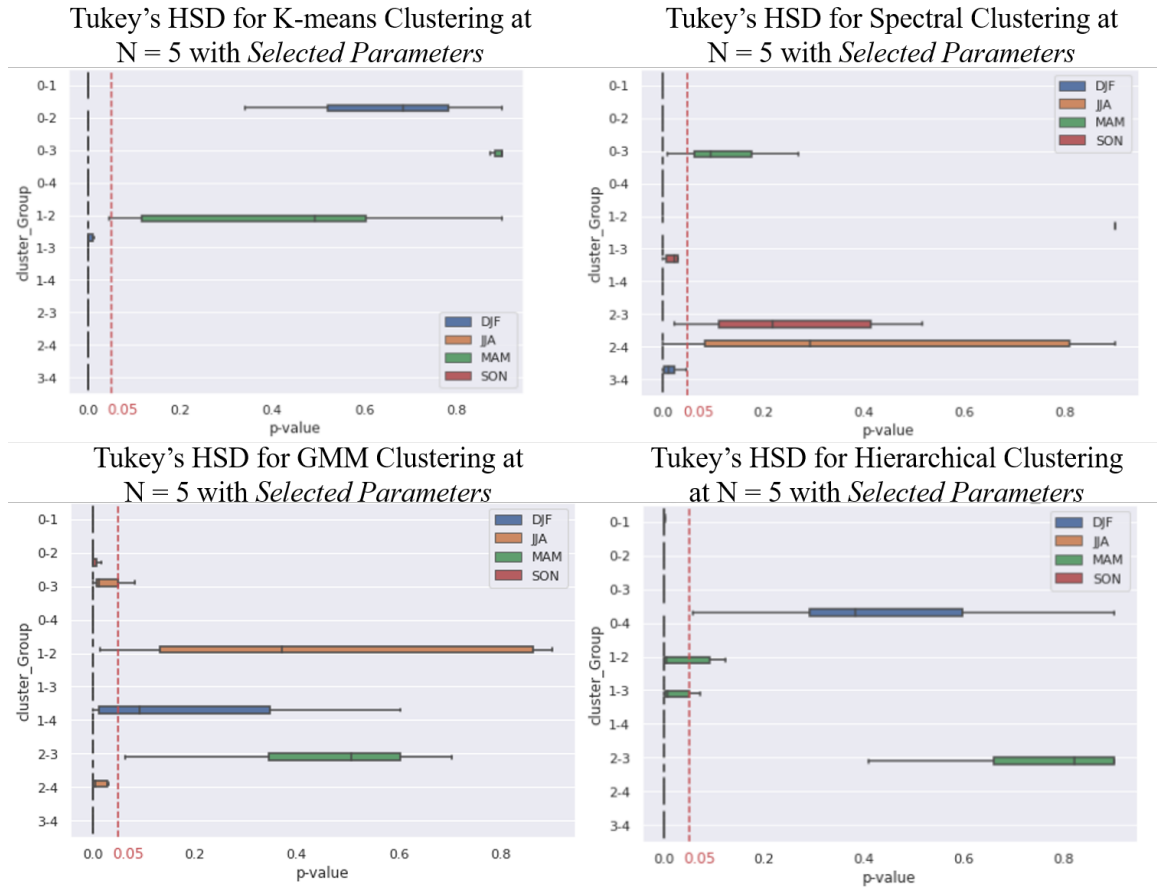 Tukey's HSD for K-means Clustering at
N = 5 with Selected Parameters
cluster_Group
0-1
0-2
0-3
0-4
1-2
1-3
1-4
2-3
2-4
3-4
DJF
JJA
MAM
SON
0.0 0.05 0.2 0.4 0.6 0.8
p-value
Tukey's HSD for Spectral Clustering at
N = 5 with Selected Parameters
cluster_Group
0-1
0-2
0-3
0-4
1-2
1-3
1-4
2-3
2-4
3-4
DJF
JJA
MAM
SON
0.0 0.05 0.2 0.4 0.6 0.8
p-value
Tukey's HSD for GMM Clustering at
N = 5 with Selected Parameters
cluster_Group
0-1
0-2
0-3
0-4
1-2
1-3
1-4
2-3
2-4
3-4
DJF
JJA
MAM
SON
0.0 0.05 0.2 0.4 0.6 0.8
p-value
Tukey's HSD for Hierarchical Clustering
at N = 5 with Selected Parameters
cluster_Group
0-1
0-2
0-3
0-4
1-2
1-3
1-4
2-3
2-4
3-4
DJF
JJA
MAM
SON
0.0 0.05 0.2 0.4 0.6 0.8
p-value